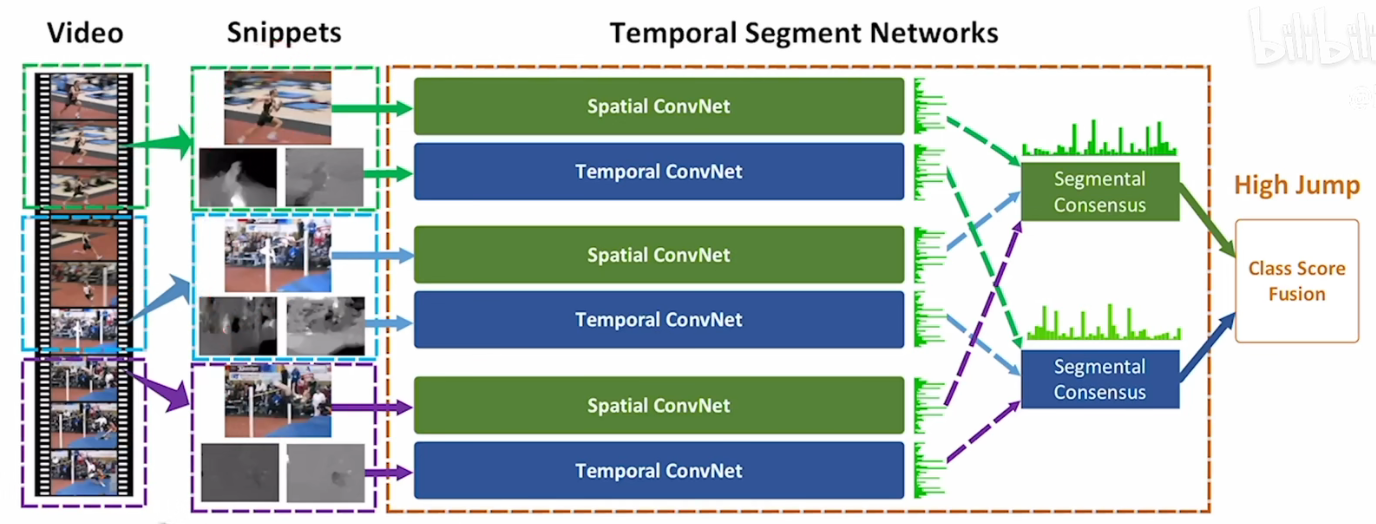 Video
Snippets
Temporal Segment Networks
bilibili
Spatial ConvNet
Temporal ConvNet
Segmental
Consensus
High Jump
Spatial ConvNet
Class Score
Fusion
Temporal ConvNet
Segmental
Consensus
Spatial ConvNet
Temporal ConvNet